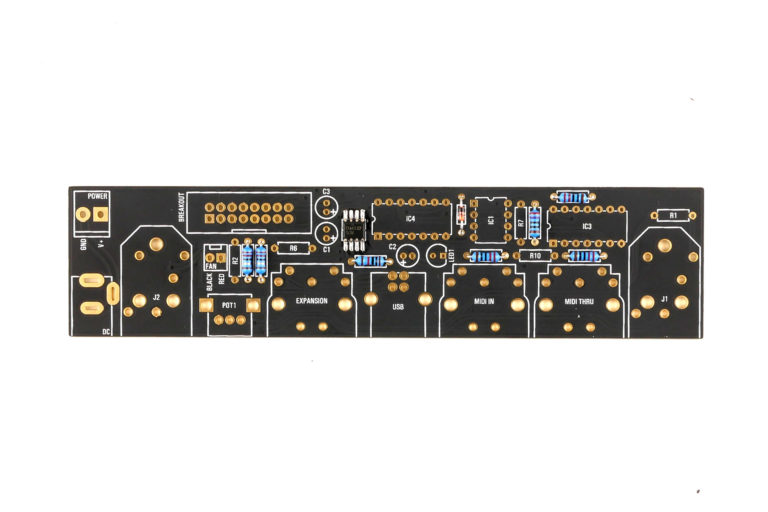 POWER
GND
V+
BREAKOUT
C3
C1
IC4
IC1
R7
IC3
R1
BLACK
FAN
RED
R2
R6
C2
LED1
R10
J2
POT1
EXPANSION
USB
MIDI IN
MIDI THRU
J1
DC